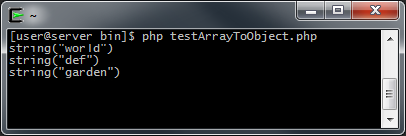 ~
[user@server bin]$ php testArrayToObject.php
string("world")
string("def")
string("garden")